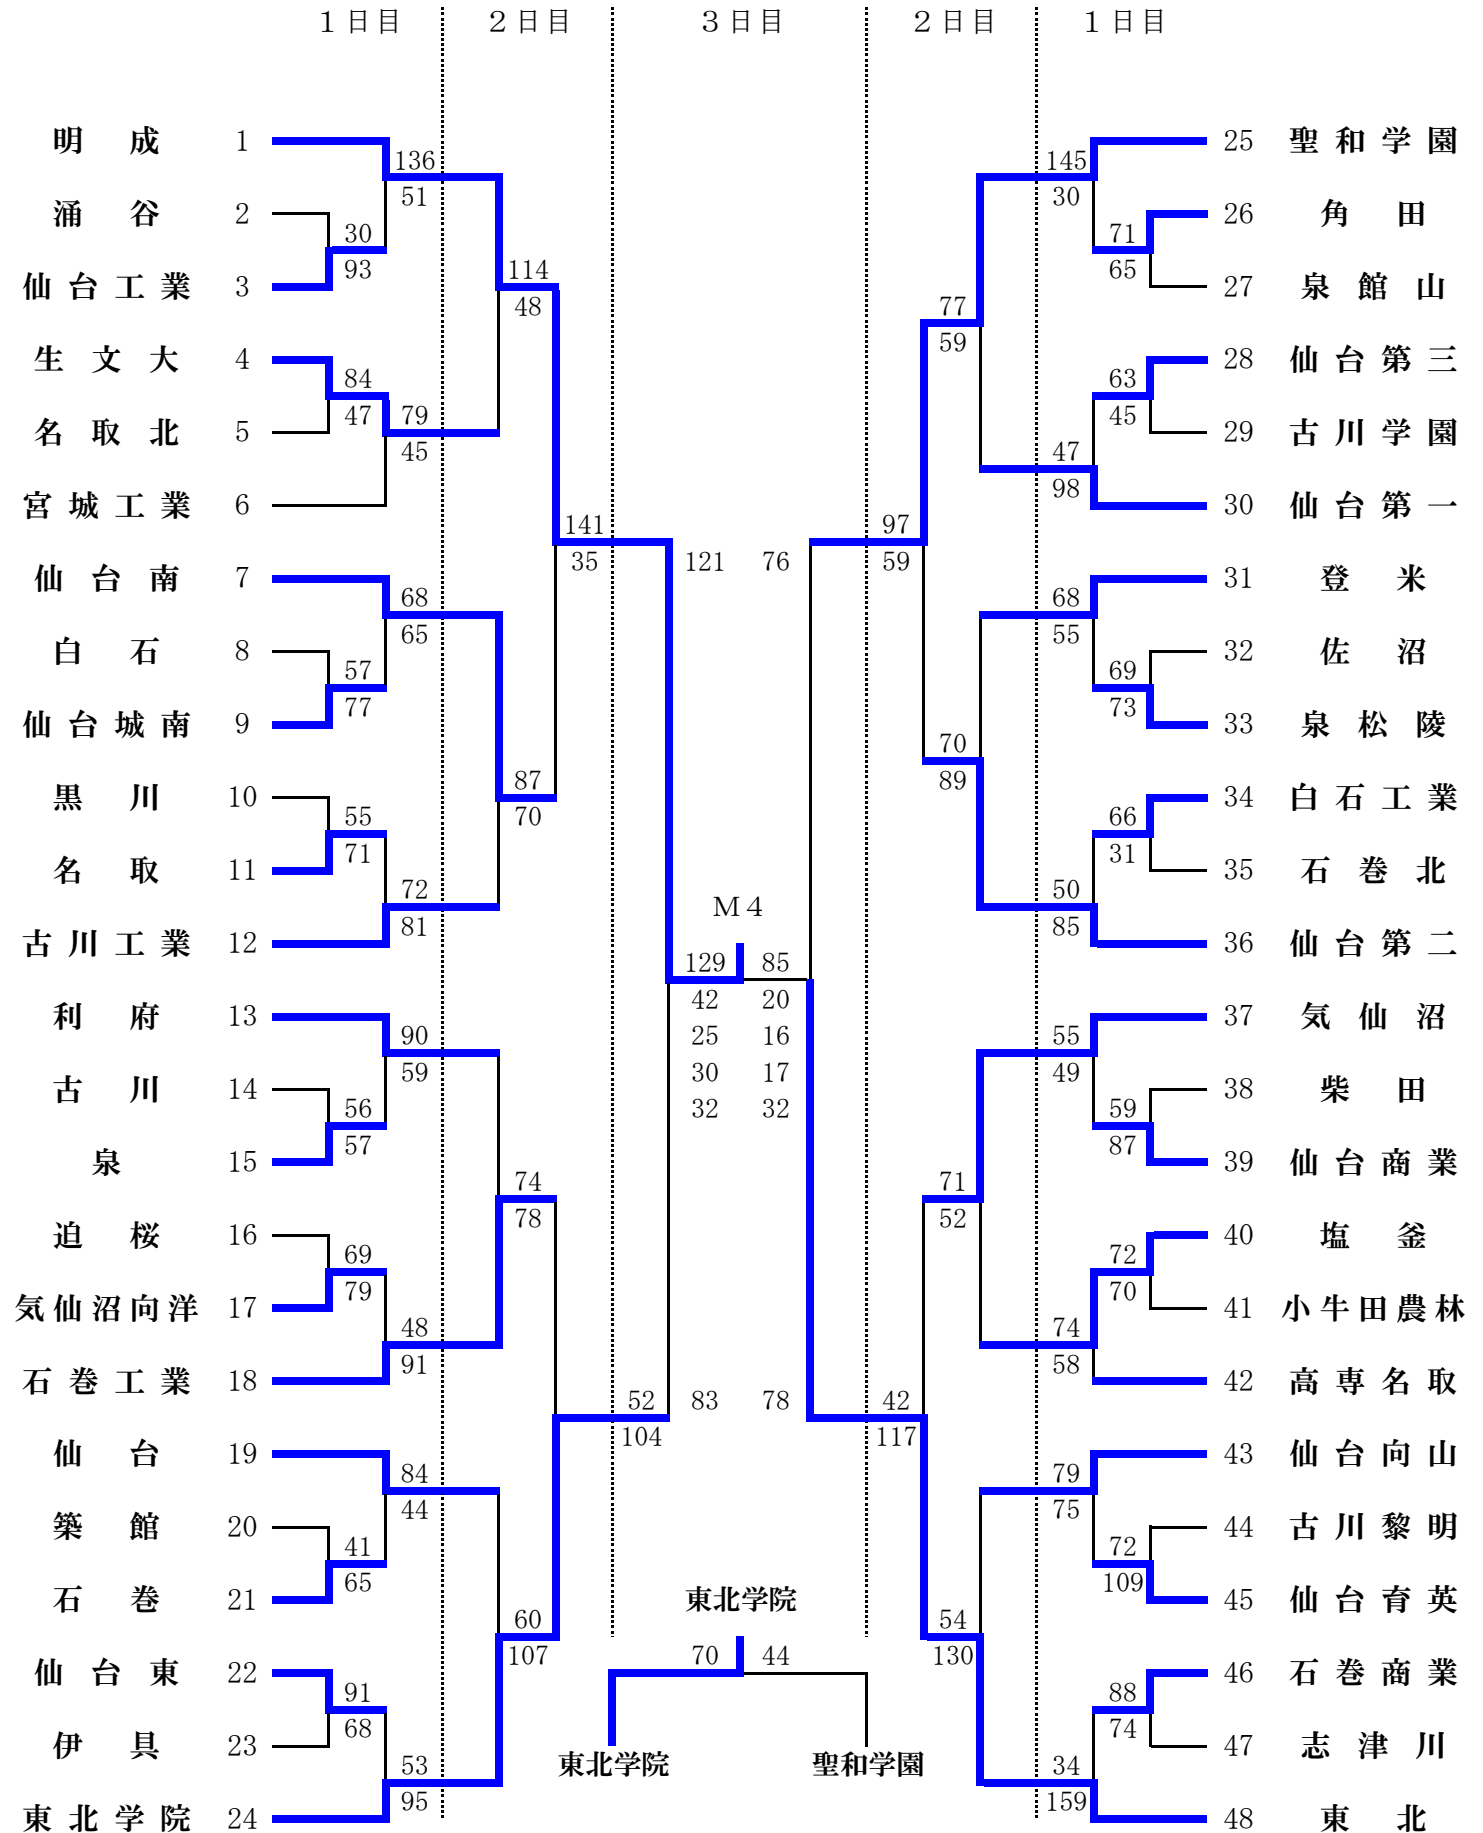 １日目 ２日目 ３日目 ２日目 １日目
明成 1 145 25 聖和学園
136
51 30
涌谷 2 26 角田
30 71
93 65
仙台工業 3 114 27 泉館山
48 77
生文大 4 59 28 仙台第三
84 63
47 79 45
名取北 5 47 29 古川学園
45 98
宮城工業 6 30 仙台第一
141 97
35 121 76 59
仙台南 7 31 登米
68 68
65 55
白石 8 32 佐沼
57 69
77 73
仙台城南 9 33 泉松陵
70
87 89
黒川 10 34 白石工業
55 70 66
71 31
名取 11 35 石巻北
72 50
81 Ｍ４ 85
古川工業 12 36 仙台第二
129 85
42 20
利府 13 37 気仙沼
90 25 16 55
59 30 17 49
古川 14 38 柴田
56 32 32 59
57 87
泉 15 39 仙台商業
74 71
78 52
迫桜 16 40 塩釜
69 72
79 70
気仙沼向洋 17 41 小牛田農林
48 74
91 58
石巻工業 18 42 高専名取
52 83 78 42
104 117
仙台 19 43 仙台向山
84 79
44 75
築館 20 44 古川黎明
41 72
65 109
石巻 21 東北学院 45 仙台育英
60 54
107 70 44 130
仙台東 22 46 石巻商業
91 88
68 74
伊具 23 47 志津川
53 東北学院 聖和学園 34
95 159
東北学院 24 48 東北